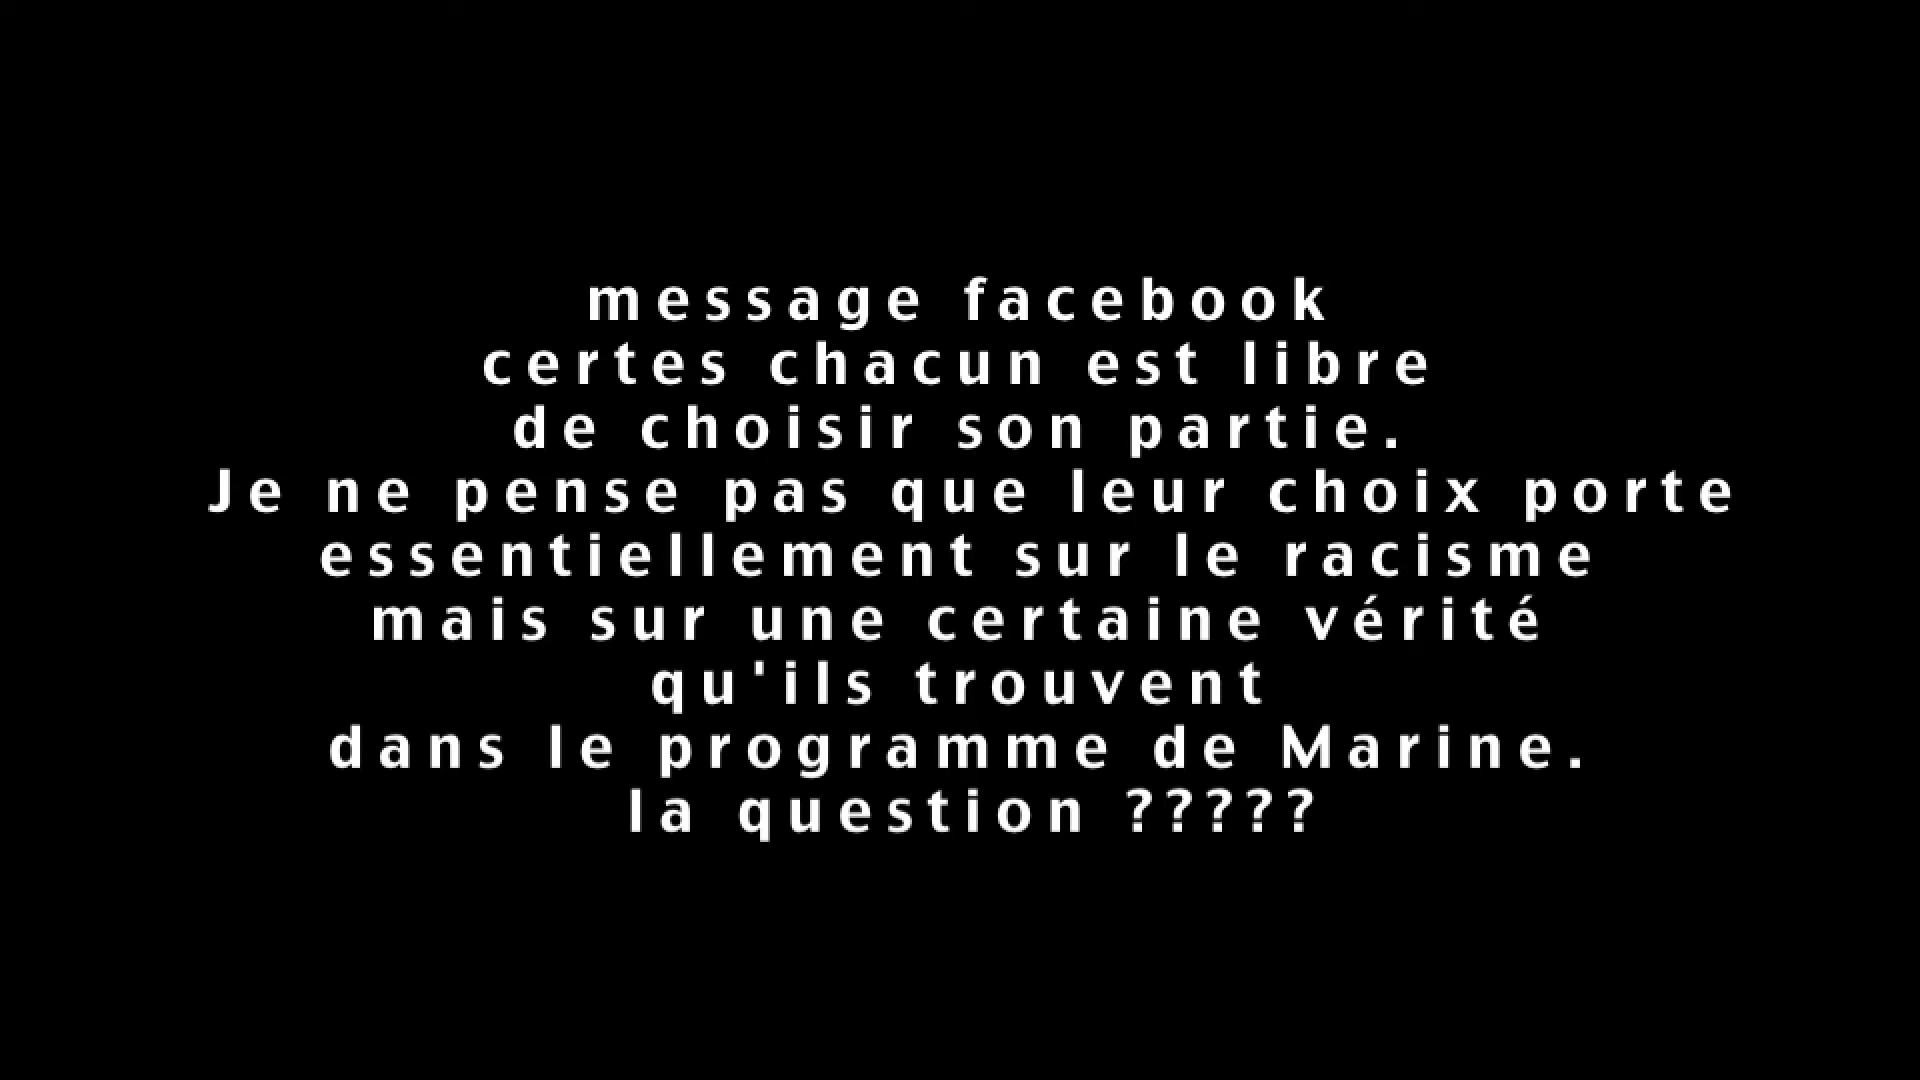 message facebook
certes chacun est libre
de choisir son partie.
Je ne pense pas que leur choix porte
essentiellement sur le racisme
mais sur une certaine vérité
qu'ils trouvent
dans le programme de Marine.
la question ?????